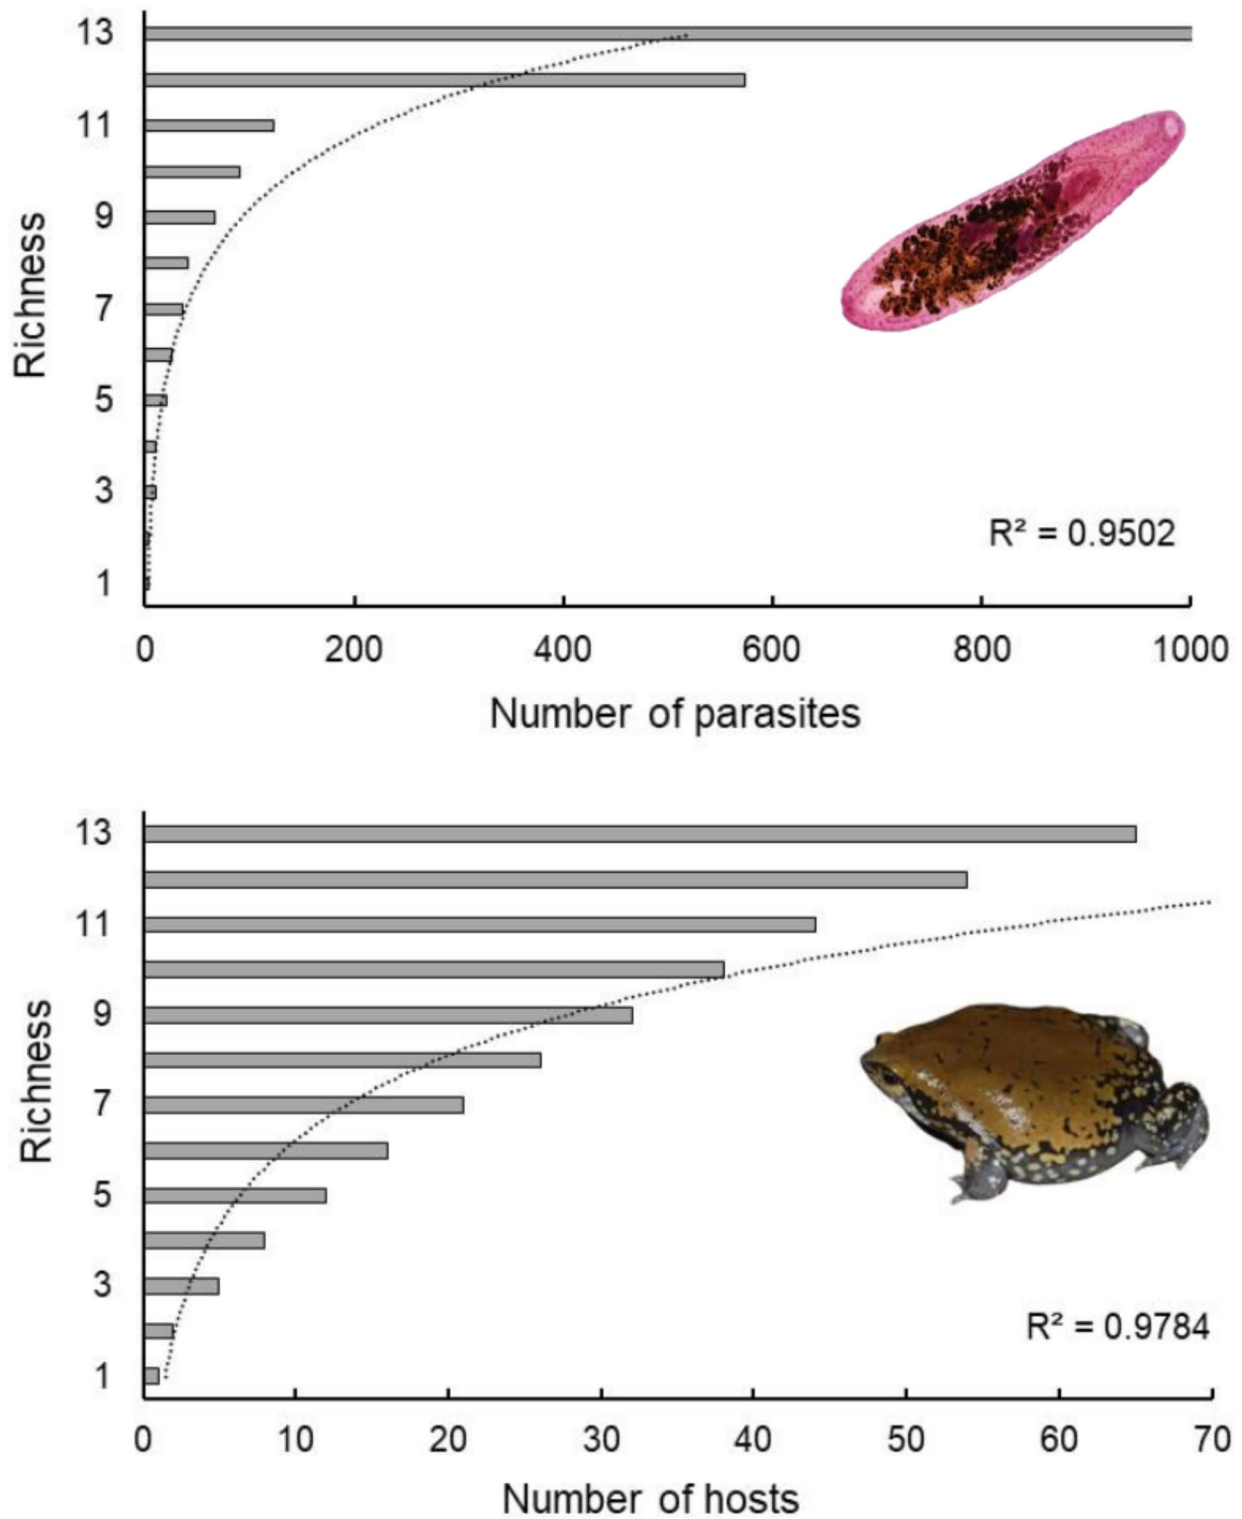 13
11
9
7
5
3
1
Richness
R² = 0.9502
0 200 400 600 800 1000
Number of parasites
13
11
9
7
5
3
1
Richness
R² = 0.9784
0 10 20 30 40 50 60 70
Number of hosts